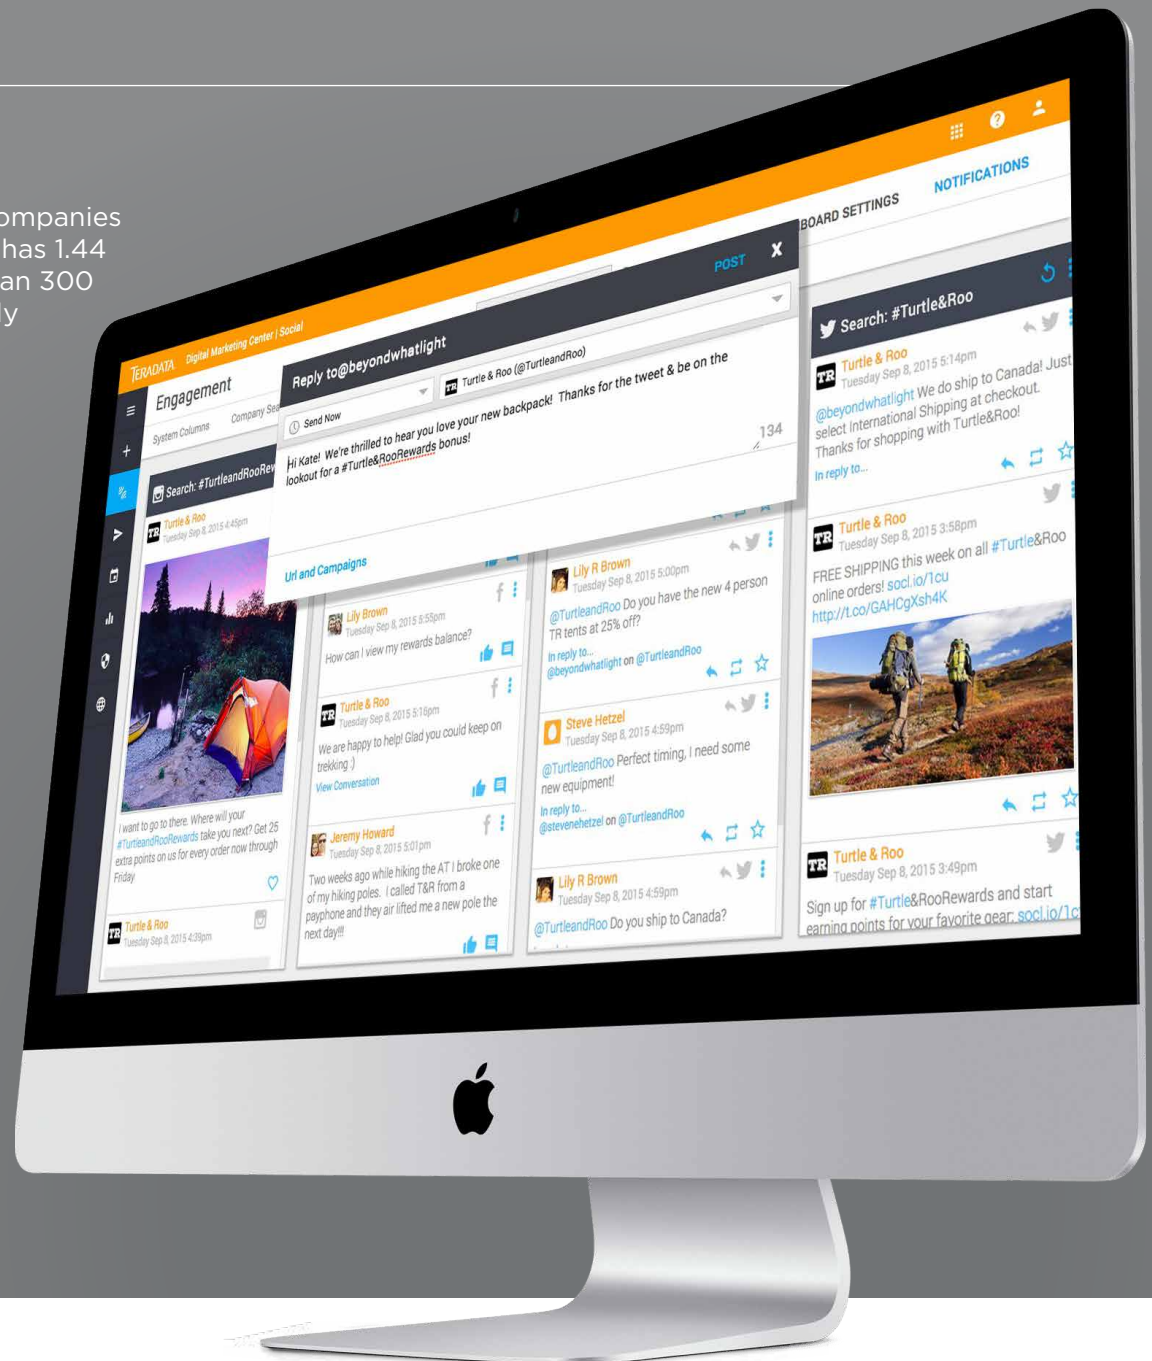 ompanies
has 1.44
an 300
ly
TERADATA Digital Marketing Center | Social
Engagement
System Columns
Company Sea
BOARD SETTINGS
NOTIFICATIONS
Reply to@beyondwhatlight
POST X
Send Now
TR Turtle & Roo (@TurtleandRoo)
Hi Kate! We're thrilled to hear you love your new backpack! Thanks for the tweet & be on the
lookout for a #Turtle&RooRewards bonus!
134
Url and Campaigns
Search: #TurtleandRooRew
TR Turtle & Roo
Tuesday Sep 8, 2015 4:45pm
I want to go to there. Where will your
#TurtleandRooRewards take you next? Get 25
extra points on us for every order now through
Friday
TR Turtle & Roo
Tuesday Sep 8, 2015 4:39pm
Lily Brown
Tuesday Sep 8, 2015 5:55pm
How can I view my rewards balance?
TR Turtle & Roo
Tuesday Sep 8, 2015 5:16pm
We are happy to help! Glad you could keep on
trekking :)
View Conversation
Jeremy Howard
Tuesday Sep 8, 2015 5:01pm
Two weeks ago while hiking the AT I broke one
of my hiking poles. I called T&R from a
payphone and they air lifted me a new pole the
next day!!!
Lily R Brown
Tuesday Sep 8, 2015 5:00pm
@TurtleandRoo Do you have the new 4 person
TR tents at 25% off?
In reply to...
@beyondwhatlight on @TurtleandRoo
Steve Hetzel
Tuesday Sep 8, 2015 4:59pm
@TurtleandRoo Perfect timing, I need some
new equipment!
In reply to...
@stevenehetzel on @TurtleandRoo
Lily R Brown
Tuesday Sep 8, 2015 4:59pm
@TurtleandRoo Do you ship to Canada?
Search: #Turtle&Roo
TR Turtle & Roo
Tuesday Sep 8, 2015 5:14pm
@beyondwhatlight We do ship to Canada! Just
select International Shipping at checkout.
Thanks for shopping with Turtle&Roo!
In reply to...
TR Turtle & Roo
Tuesday Sep 8, 2015 3:58pm
FREE SHIPPING this week on all #Turtle&Roo
online orders! socl.io/1cu
http://t.co/GAHCgXsh4K
TR Turtle & Roo
Tuesday Sep 8, 2015 3:49pm
Sign up for #Turtle&RooRewards and start
earning points for your favorite gear: socl.io/1c